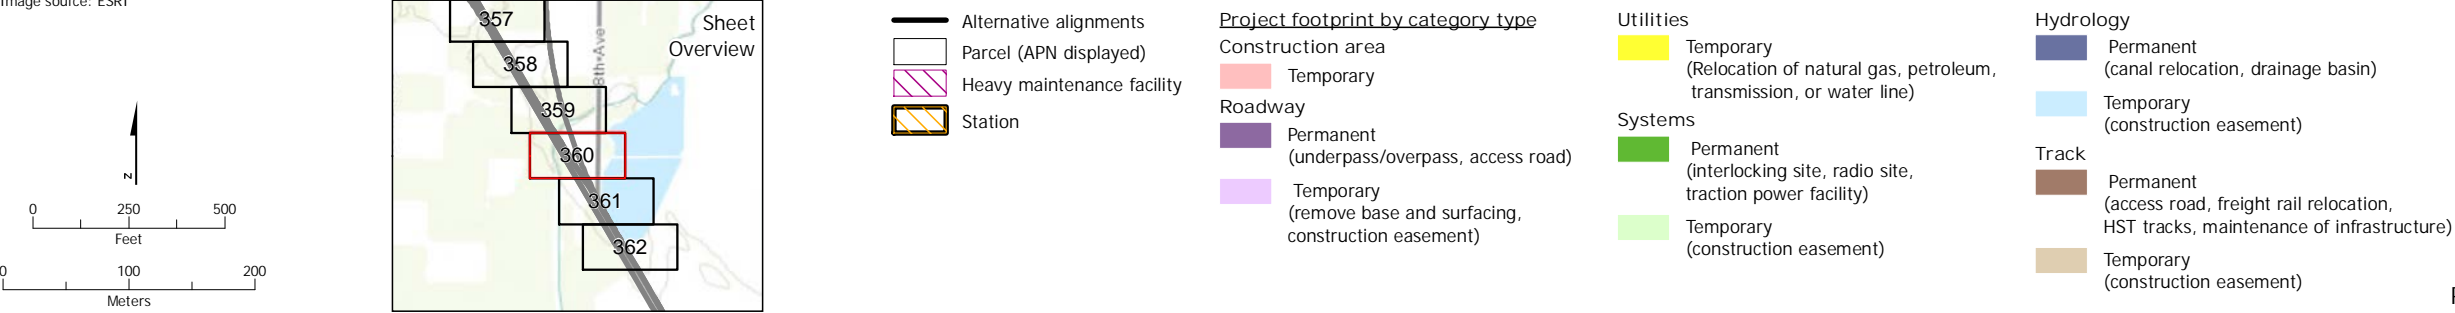 Image source: ESRI
N
0 250 500
Feet
0 100 200
Meters
Sheet
Overview
8th Ave
357
358
359
360
361
362
Alternative alignments
Parcel (APN displayed)
Heavy maintenance facility
Station
Project footprint by category type
Construction area
Temporary
Roadway
Permanent
(underpass/overpass, access road)
Temporary
(remove base and surfacing,
construction easement)
Utilities
Temporary
(Relocation of natural gas, petroleum,
transmission, or water line)
Systems
Permanent
(interlocking site, radio site,
traction power facility)
Temporary
(construction easement)
Hydrology
Permanent
(canal relocation, drainage basin)
Temporary
(construction easement)
Track
Permanent
(access road, freight rail relocation,
HST tracks, maintenance of infrastructure)
Temporary
(construction easement)